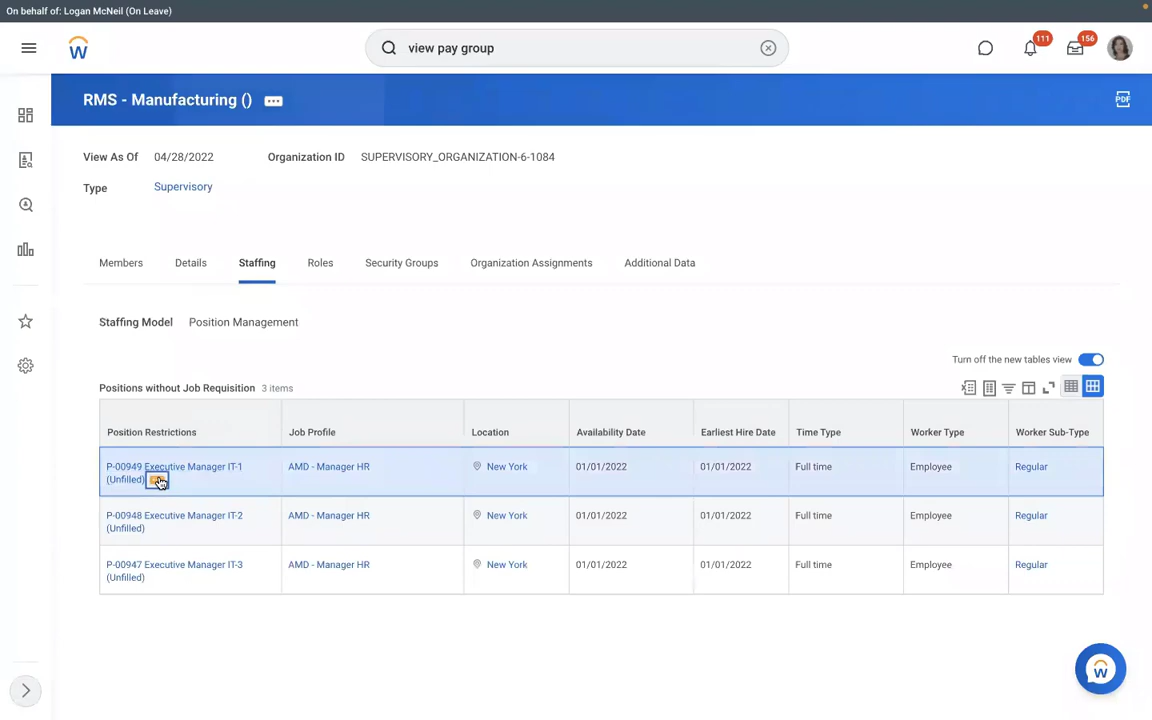 On behalf of: Logan McNeil (On Leave)
W
view pay group
111
156
RMS - Manufacturing ()
PDF
View As Of 04/28/2022 Organization ID SUPERVISORY_ORGANIZATION-6-1084
Type Supervisory
Members Details Staffing Roles Security Groups Organization Assignments Additional Data
Staffing Model Position Management
Turn off the new tables view
Positions without Job Requisition 3 items
Position Restrictions Job Profile Location Availability Date Earliest Hire Date Time Type Worker Type Worker Sub-Type
P-00949 Executive Manager IT-1 AMD - Manager HR New York 01/01/2022 01/01/2022 Full time Employee Regular
(Unfilled)
P-00948 Executive Manager IT-2 AMD - Manager HR New York 01/01/2022 01/01/2022 Full time Employee Regular
(Unfilled)
P-00947 Executive Manager IT-3 AMD - Manager HR New York 01/01/2022 01/01/2022 Full time Employee Regular
(Unfilled)
W